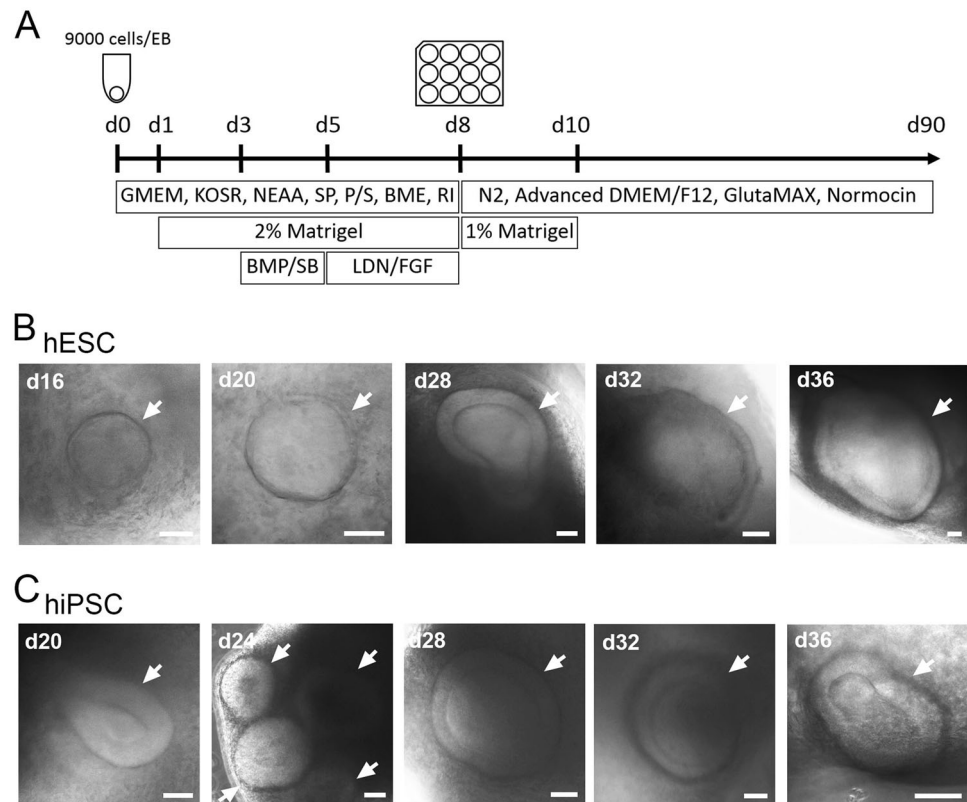 A
9000 cells/EB
d0 d1 d3 d5 d8 d10 d90
GMEM, KOSR, NEAA, SP, P/S, BME, RI N2, Advanced DMEM/F12, GlutaMAX, Normocin
2% Matrigel 1% Matrigel
BMP/SB LDN/FGF
B hESC
d16 d20 d28 d32 d36
C hiPSC
d20 d24 d28 d32 d36